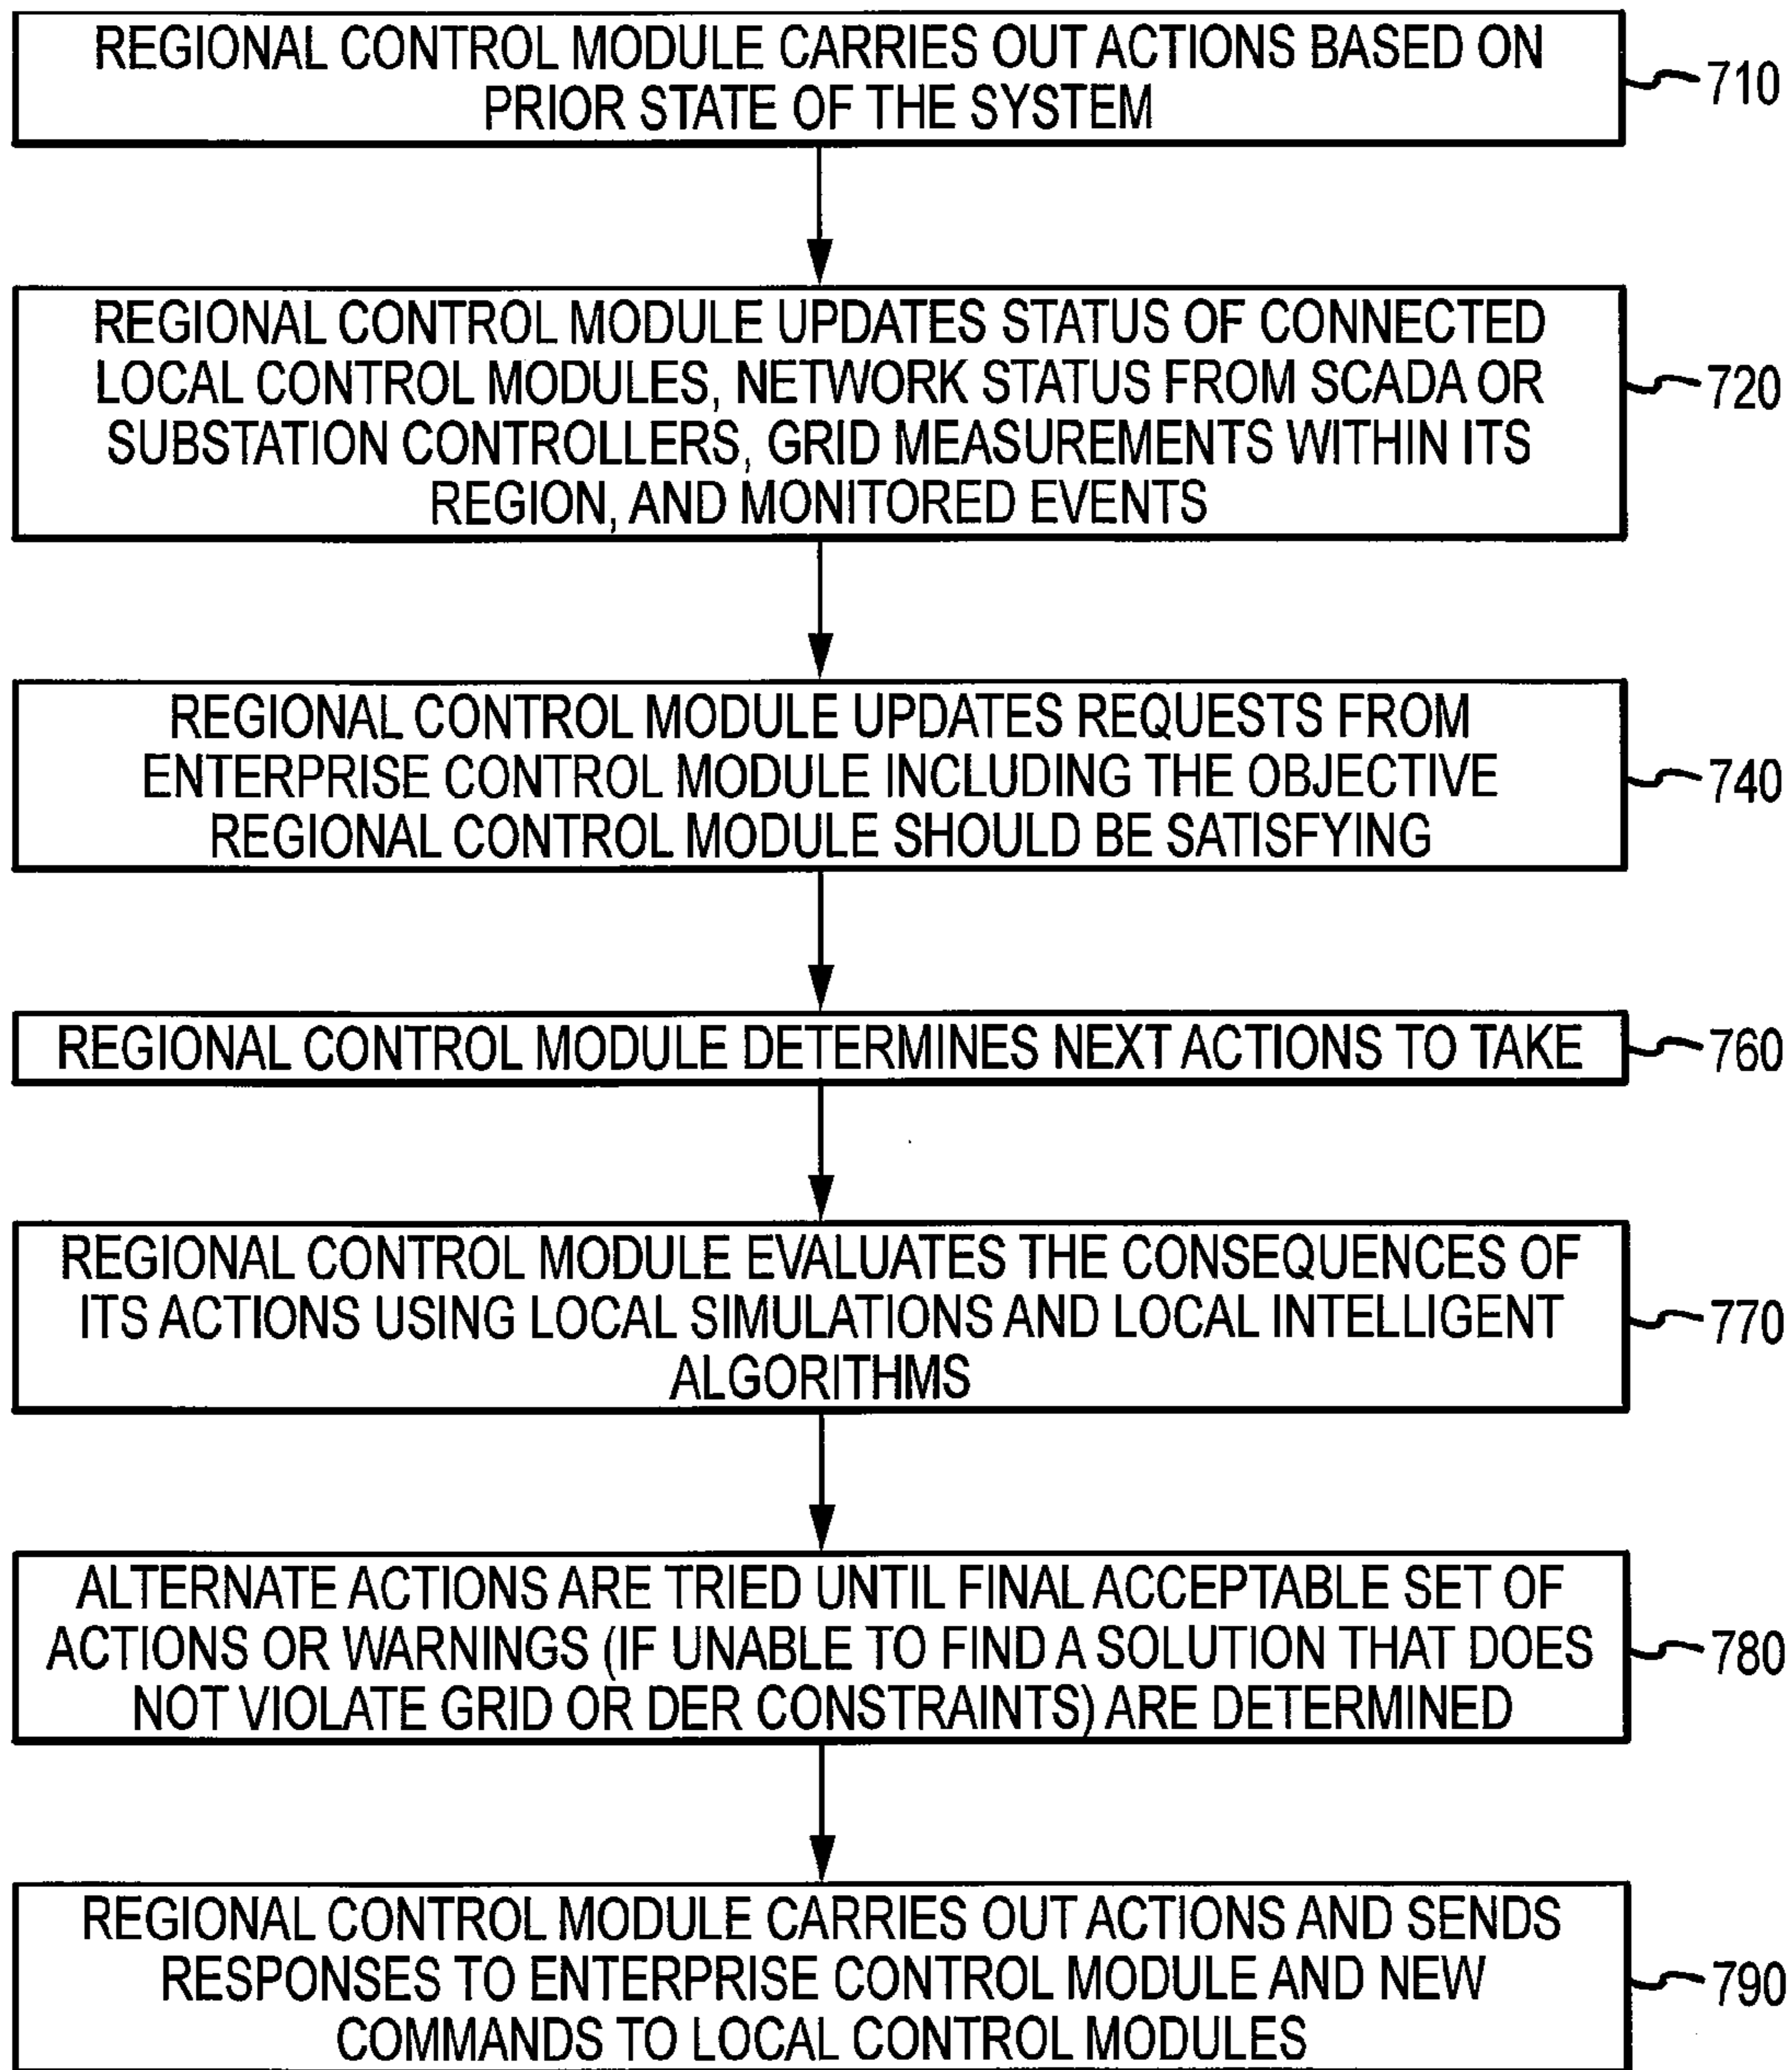 REGIONAL CONTROL MODULE CARRIES OUT ACTIONS BASED ON
PRIOR STATE OF THE SYSTEM
710
REGIONAL CONTROL MODULE UPDATES STATUS OF CONNECTED
LOCAL CONTROL MODULES, NETWORK STATUS FROM SCADA OR
SUBSTATION CONTROLLERS, GRID MEASUREMENTS WITHIN ITS
REGION, AND MONITORED EVENTS
720
REGIONAL CONTROL MODULE UPDATES REQUESTS FROM
ENTERPRISE CONTROL MODULE INCLUDING THE OBJECTIVE
REGIONAL CONTROL MODULE SHOULD BE SATISFYING
740
REGIONAL CONTROL MODULE DETERMINES NEXT ACTIONS TO TAKE
760
REGIONAL CONTROL MODULE EVALUATES THE CONSEQUENCES OF
ITS ACTIONS USING LOCAL SIMULATIONS AND LOCAL INTELLIGENT
ALGORITHMS
770
ALTERNATE ACTIONS ARE TRIED UNTIL FINAL ACCEPTABLE SET OF
ACTIONS OR WARNINGS (IF UNABLE TO FIND A SOLUTION THAT DOES
NOT VIOLATE GRID OR DER CONSTRAINTS) ARE DETERMINED
780
REGIONAL CONTROL MODULE CARRIES OUT ACTIONS AND SENDS
RESPONSES TO ENTERPRISE CONTROL MODULE AND NEW
COMMANDS TO LOCAL CONTROL MODULES
790